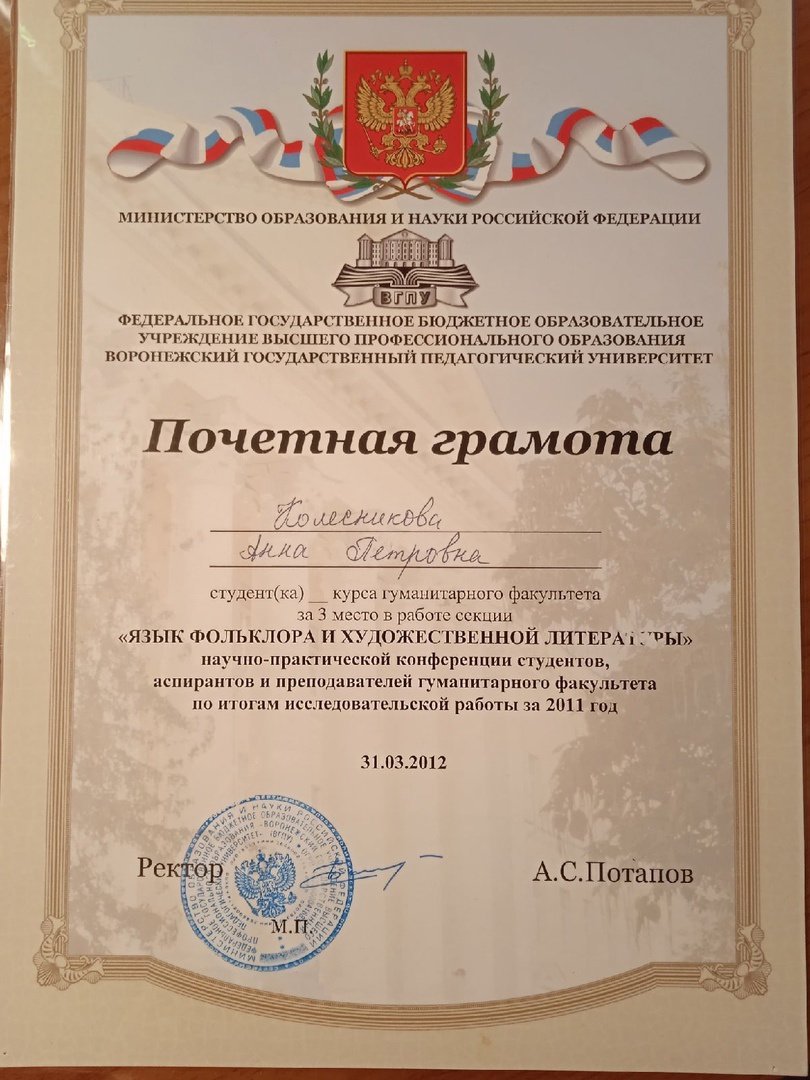 МИНИСТЕРСТВО ОБРАЗОВАНИЯ И НАУКИ РОССИЙСКОЙ ФЕДЕРАЦИИ
ВГПУ
ФЕДЕРАЛЬНОЕ ГОСУДАРСТВЕННОЕ БЮДЖЕТНОЕ ОБРАЗОВАТЕЛЬНОЕ
УЧРЕЖДЕНИЕ ВЫСШЕГО ПРОФЕССИОНАЛЬНОГО ОБРАЗОВАНИЯ
ВОРОНЕЖСКИЙ ГОСУДАРСТВЕННЫЙ ПЕДАГОГИЧЕСКИЙ УНИВЕРСИТЕТ
Почетная грамота
Колесникова
Анна Петровна
студент(ка) __ курса гуманитарного факультета
за 3 место в работе секции
«ЯЗЫК ФОЛЬКЛОРА И ХУДОЖЕСТВЕННОЙ ЛИТЕРАТУРЫ»
научно-практической конференции студентов,
аспирантов и преподавателей гуманитарного факультета
по итогам исследовательской работы за 2011 год
31.03.2012
Ректор
А.С.Потапов
М.П.